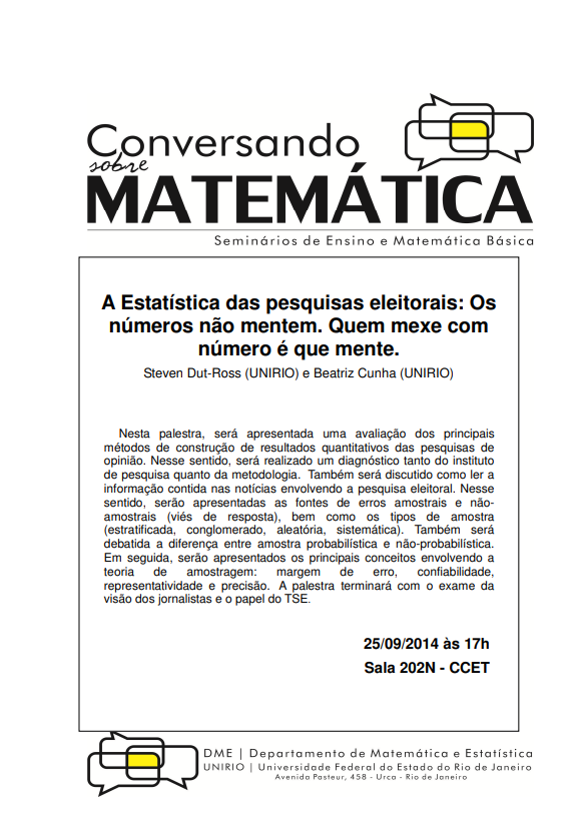 Conversando
sobre
MATEMÁTICA
Seminários de Ensino e Matemática Básica
A Estatística das pesquisas eleitorais: Os
números não mentem. Quem mexe com
número é que mente.
Steven Dut-Ross (UNIRIO) e Beatriz Cunha (UNIRIO)
Nesta palestra, será apresentada uma avaliação dos principais
métodos de construção de resultados quantitativos das pesquisas de
opinião. Nesse sentido, será realizado um diagnóstico tanto do instituto
de pesquisa quanto da metodologia. Também será discutido como ler a
informação contida nas notícias envolvendo a pesquisa eleitoral. Nesse
sentido, serão apresentadas as fontes de erros amostrais e não-
amostrais (viés de resposta), bem como os tipos de amostra
(estratificada, conglomerado, aleatória, sistemática). Também será
debatida a diferença entre amostra probabilística e não-probabilística.
Em seguida, serão apresentados os principais conceitos envolvendo a
teoria de amostragem: margem de erro, confiabilidade,
representatividade e precisão. A palestra terminará com o exame da
visão dos jornalistas e o papel do TSE.
25/09/2014 às 17h
Sala 202N - CCET
DME | Departamento de Matemática e Estatística
UNIRIO | Universidade Federal do Estado do Rio de Janeiro
Avenida Pasteur, 458 - Urca - Rio de Janeiro